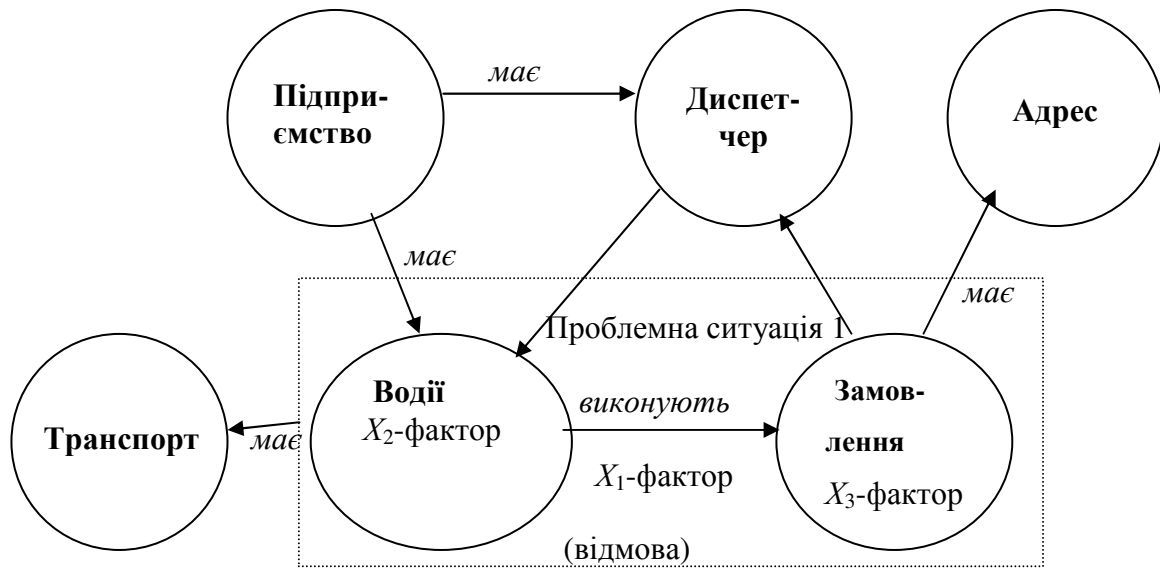 має
Підпри-
ємство
Диспет-
чер
Адрес
має
має
Проблемна ситуація 1
Водії
X₂-фактор
виконують
Замов-
лення
Транспорт
має
X₁-фактор
X₃-фактор
(відмова)